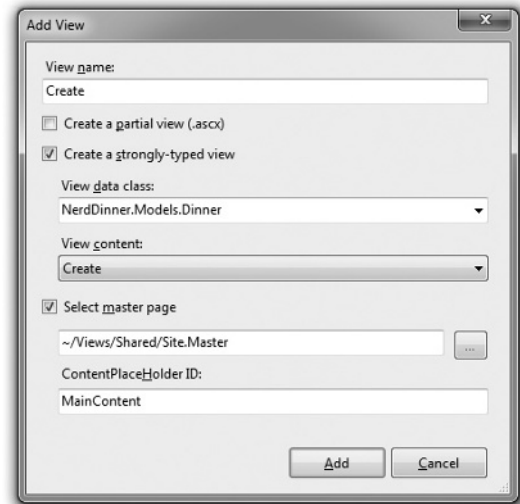 Add View
View name:
Create
Create a partial view (.ascx)
Create a strongly-typed view
View data class:
NerdDinner.Models.Dinner
View content:
Create
Select master page
~/Views/Shared/Site.Master
...
ContentPlaceHolder ID:
MainContent
Add
Cancel